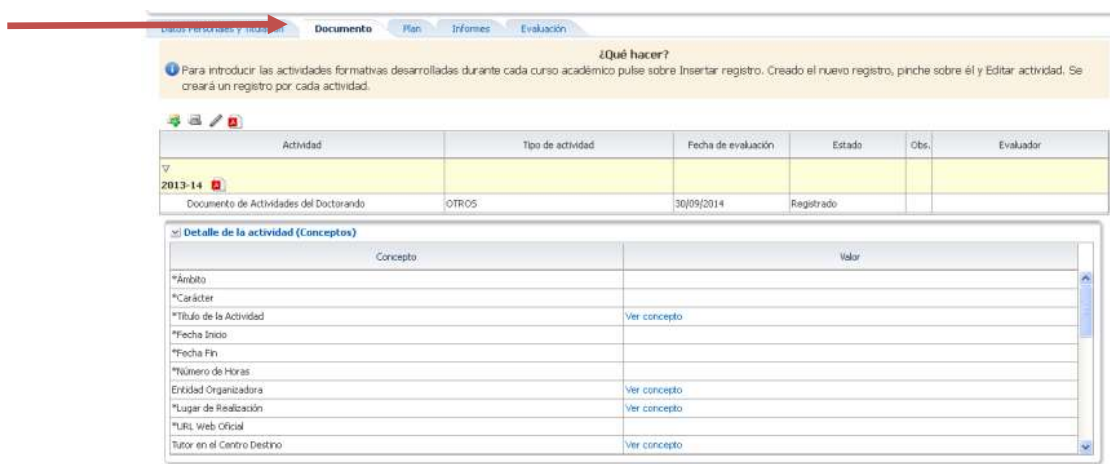 Datos Personales y Titulación Documento Plan Informes Evaluación
¿Qué hacer?
Para introducir las actividades formativas desarrolladas durante cada curso académico pulse sobre Insertar registro. Creado el nuevo registro, pinche sobre él y Editar actividad. Se
creará un registro por cada actividad.
Actividad Tipo de actividad Fecha de evaluación Estado Obs. Evaluador
2013-14
Documento de Actividades del Doctorando OTROS 30/09/2014 Registrado
Detalle de la actividad (Conceptos)
Concepto Valor
*Ámbito
*Carácter
*Título de la Actividad Ver concepto
*Fecha Inicio
*Fecha Fin
*Número de Horas
Entidad Organizadora Ver concepto
*Lugar de Realización Ver concepto
*URL Web Oficial
Tutor en el Centro Destino Ver concepto